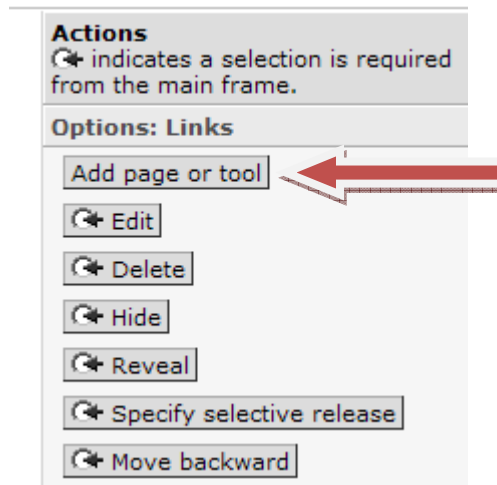 Actions
indicates a selection is required
from the main frame.
Options: Links
Add page or tool
Edit
Delete
Hide
Reveal
Specify selective release
Move backward